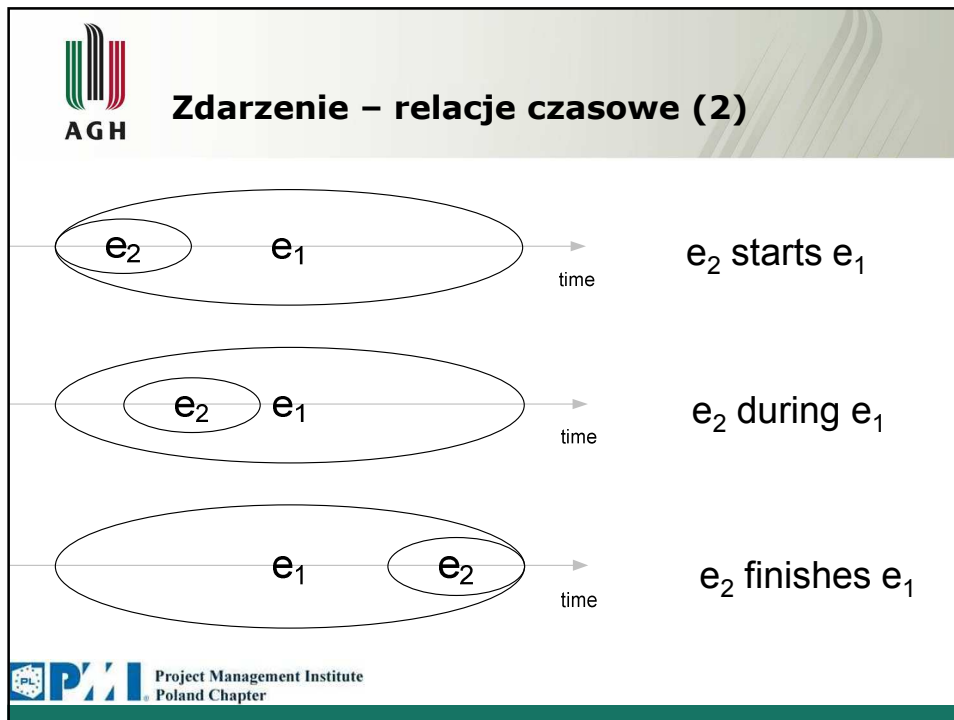 AGH
Zdarzenie – relacje czasowe (2)
e₂ e₁
time
e₂ starts e₁
e₂ e₁
time
e₂ during e₁
e₁ e₂
time
e₂ finishes e₁
PL PMI® Project Management Institute
Poland Chapter